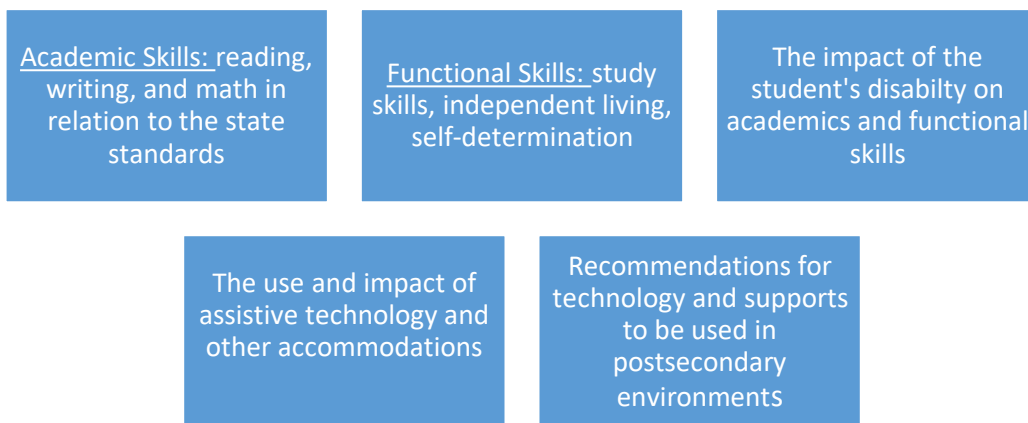 Academic Skills: reading,
writing, and math in
relation to the state
standards
Functional Skills: study
skills, independent living,
self-determination
The impact of the
student's disabilty on
academics and functional
skills
The use and impact of
assistive technology and
other accommodations
Recommendations for
technology and supports
to be used in
postsecondary
environments